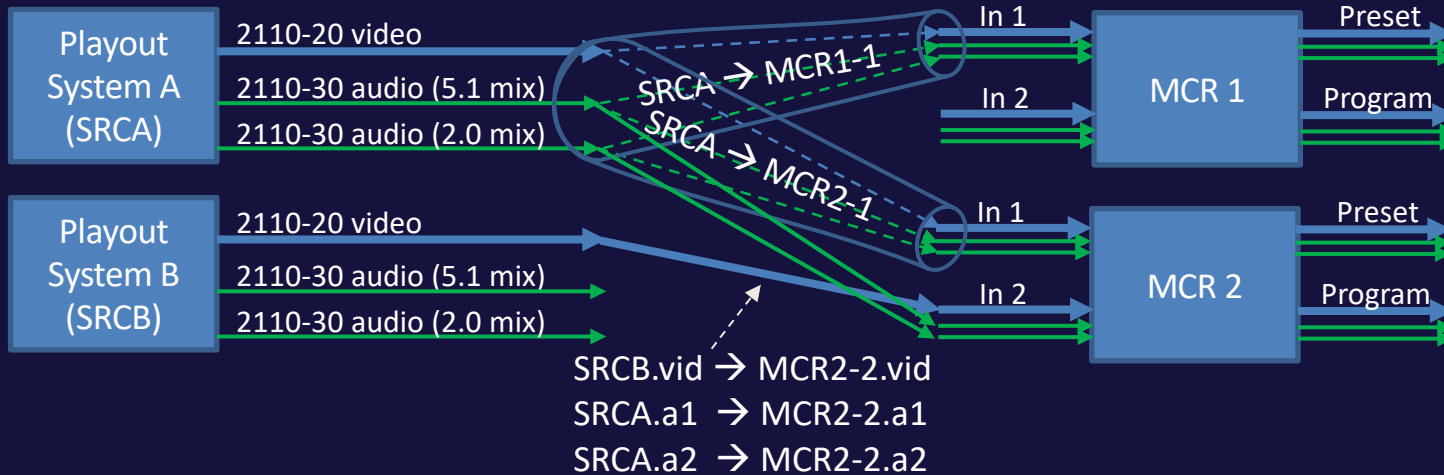 Playout
System A
(SRCA)
2110-20 video
2110-30 audio (5.1 mix)
2110-30 audio (2.0 mix)
SRCA → MCR1-1
SRCA → MCR2-1
In 1
In 2
MCR 1
Preset
Program
Playout
System B
(SRCB)
2110-20 video
2110-30 audio (5.1 mix)
2110-30 audio (2.0 mix)
In 1
In 2
MCR 2
Preset
Program
SRCB.vid → MCR2-2.vid
SRCA.a1 → MCR2-2.a1
SRCA.a2 → MCR2-2.a2